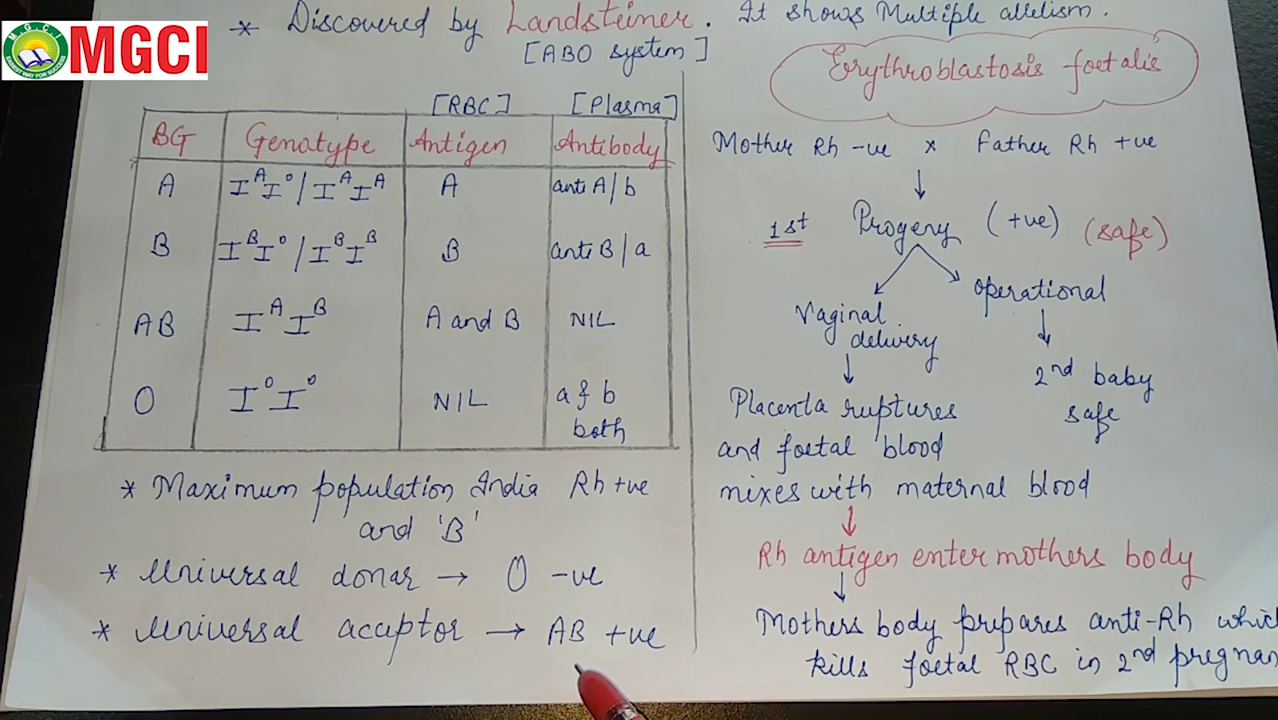 M.G.C.I
MGCI
* Discovered by Landsteiner. It shows Multiple allelism.
[ABO system]
[RBC] [Plasma]
BG Genotype Antigen Antibody
A I^A I^o / I^A I^A A anti A/b
B I^B I^o / I^B I^B B anti B/a
AB I^A I^B A and B NIL
O I^o I^o NIL a & b
both
* Maximum population India Rh +ve
and 'B'
* Universal donar → O -ve
* Universal acceptor → AB +ve
Erythroblastosis foetalis
Mother Rh -ve x Father Rh +ve
↓
1st Progeny (+ve) (safe)
Vaginal
delivery
↓
Placenta ruptures
and foetal blood
mixes with maternal blood
Operational
↓
2nd baby
safe
↓
Rh antigen enter mothers body
↓
Mothers body prepares anti-Rh whic
kills foetal RBC in 2nd pregnan